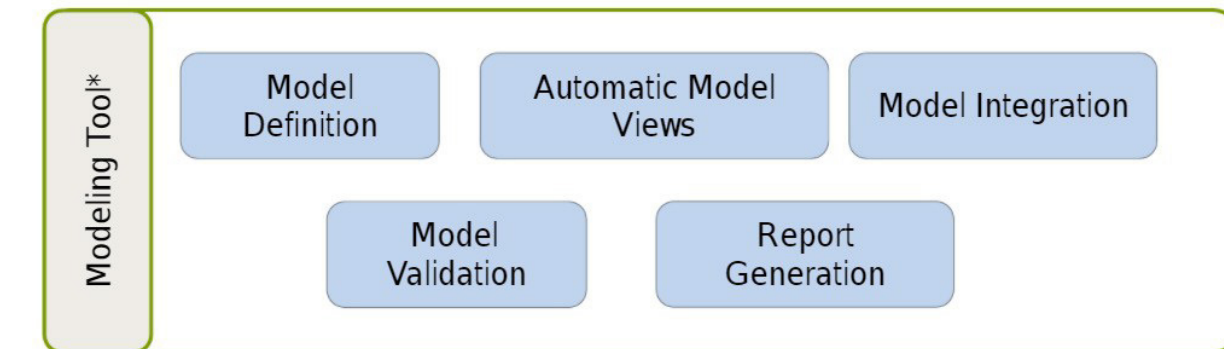 Modeling Tool*
Model
Definition
Automatic Model
Views
Model Integration
Model
Validation
Report
Generation